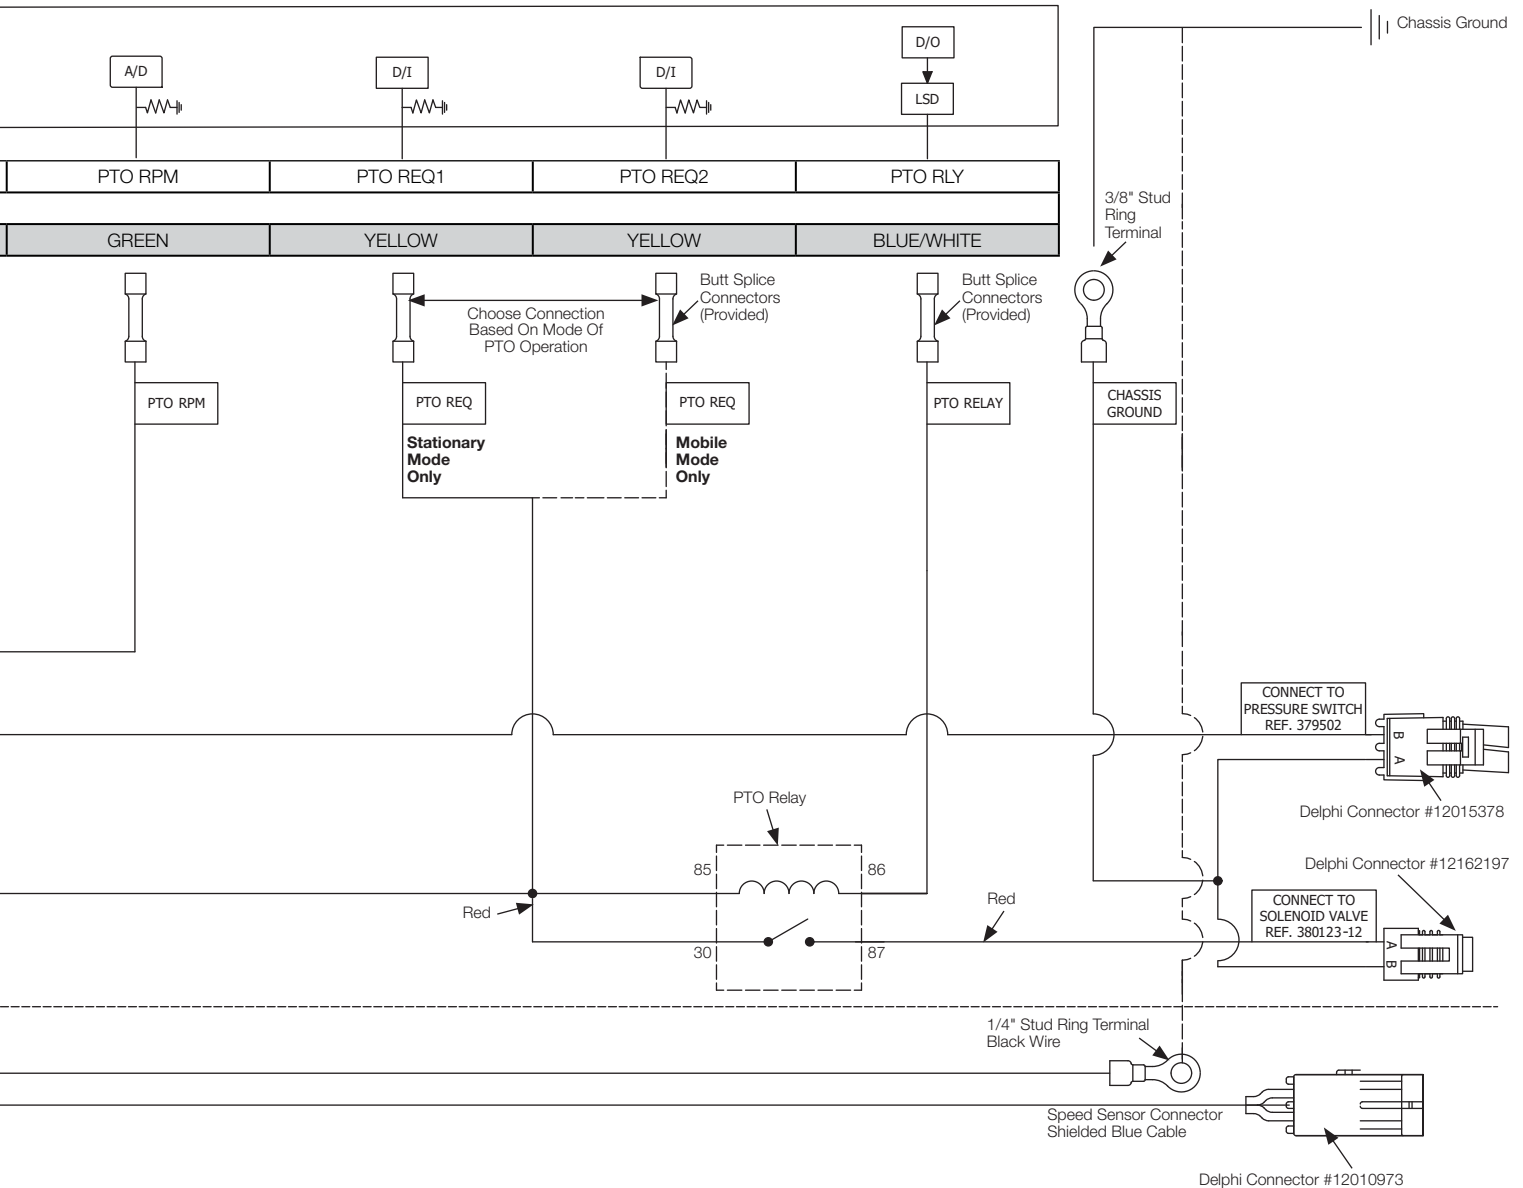 Chassis Ground
D/O
A/D
D/I
D/I
LSD
PTO RPM
PTO REQ1
PTO REQ2
PTO RLY
3/8" Stud
Ring
Terminal
GREEN
YELLOW
YELLOW
BLUE/WHITE
Choose Connection
Based On Mode Of
PTO Operation
Butt Splice
Connectors
(Provided)
Butt Splice
Connectors
(Provided)
PTO RPM
PTO REQ
PTO REQ
PTO RELAY
CHASSIS
GROUND
Stationary
Mode
Only
Mobile
Mode
Only
CONNECT TO
PRESSURE SWITCH
REF. 379502
B
A
Delphi Connector #12015378
PTO Relay
85
86
Delphi Connector #12162197
Red
Red
CONNECT TO
SOLENOID VALVE
REF. 380123-12
30
87
A
B
1/4" Stud Ring Terminal
Black Wire
Speed Sensor Connector
Shielded Blue Cable
Delphi Connector #12010973